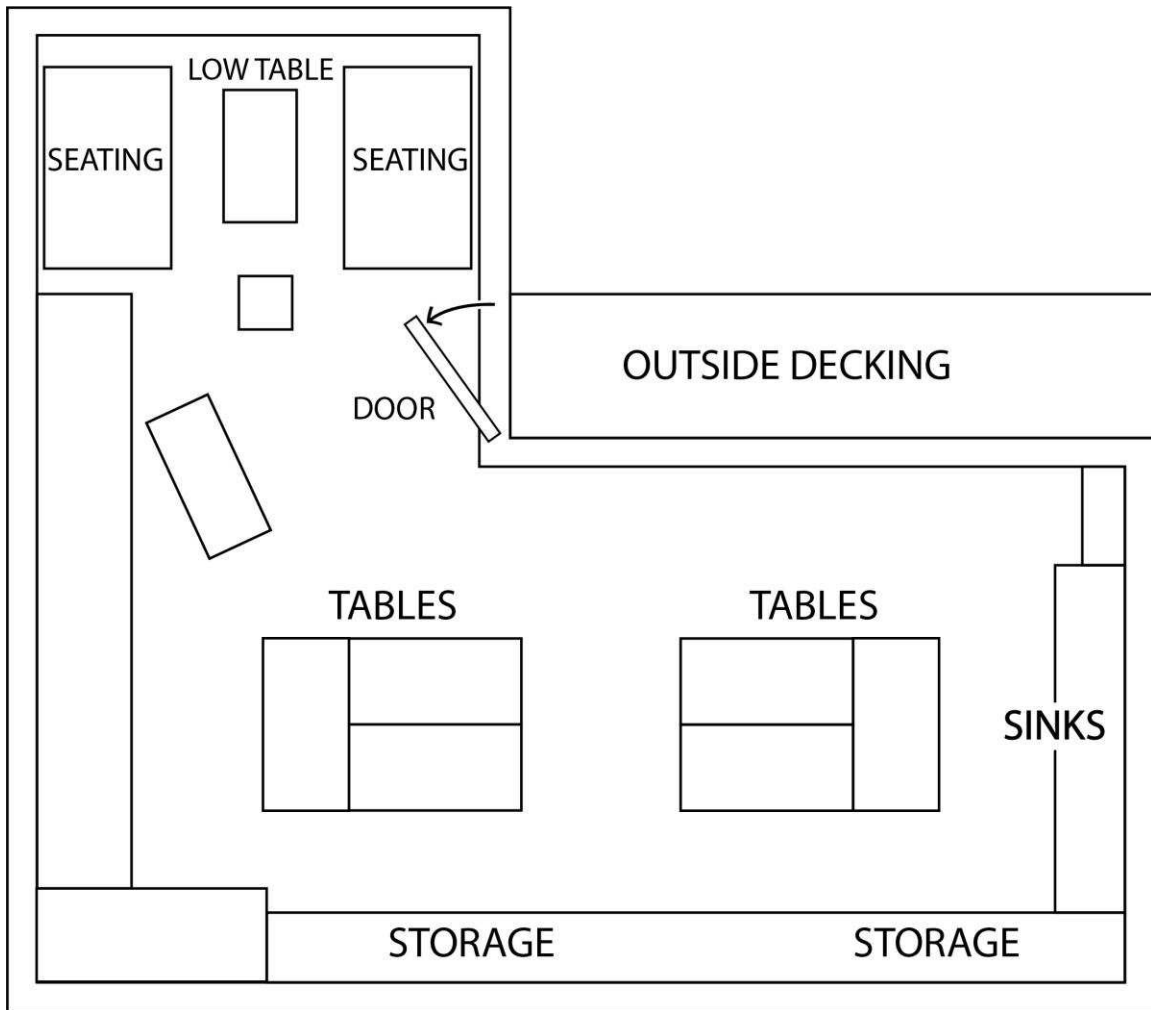 LOW TABLE
SEATING
SEATING
OUTSIDE DECKING
DOOR
TABLES
TABLES
SINKS
STORAGE
STORAGE